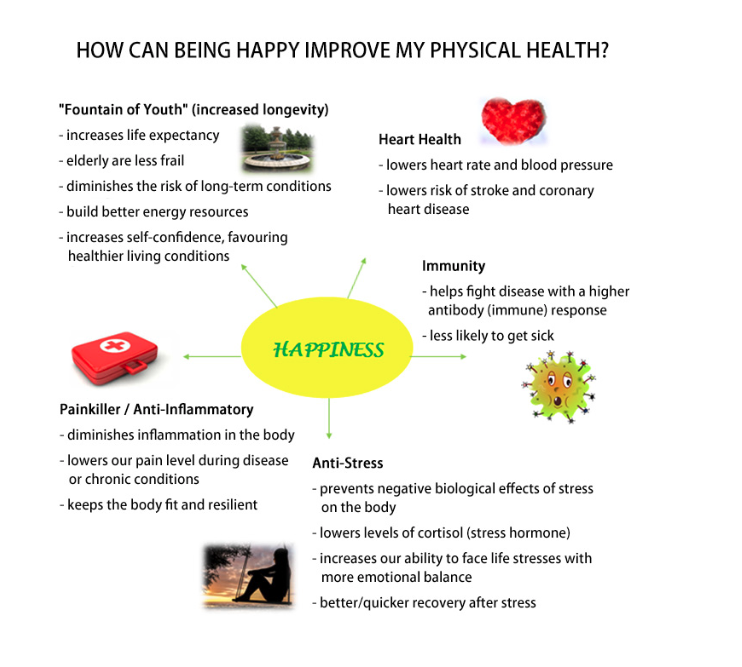 HOW CAN BEING HAPPY IMPROVE MY PHYSICAL HEALTH?
"Fountain of Youth" (increased longevity)
- increases life expectancy
- elderly are less frail
- diminishes the risk of long-term conditions
- build better energy resources
- increases self-confidence, favouring
healthier living conditions
Heart Health
- lowers heart rate and blood pressure
- lowers risk of stroke and coronary
heart disease
Immunity
- helps fight disease with a higher
antibody (immune) response
- less likely to get sick
HAPPINESS
Painkiller / Anti-Inflammatory
- diminishes inflammation in the body
- lowers our pain level during disease
or chronic conditions
- keeps the body fit and resilient
Anti-Stress
- prevents negative biological effects of stress
on the body
- lowers levels of cortisol (stress hormone)
- increases our ability to face life stresses with
more emotional balance
- better/quicker recovery after stress